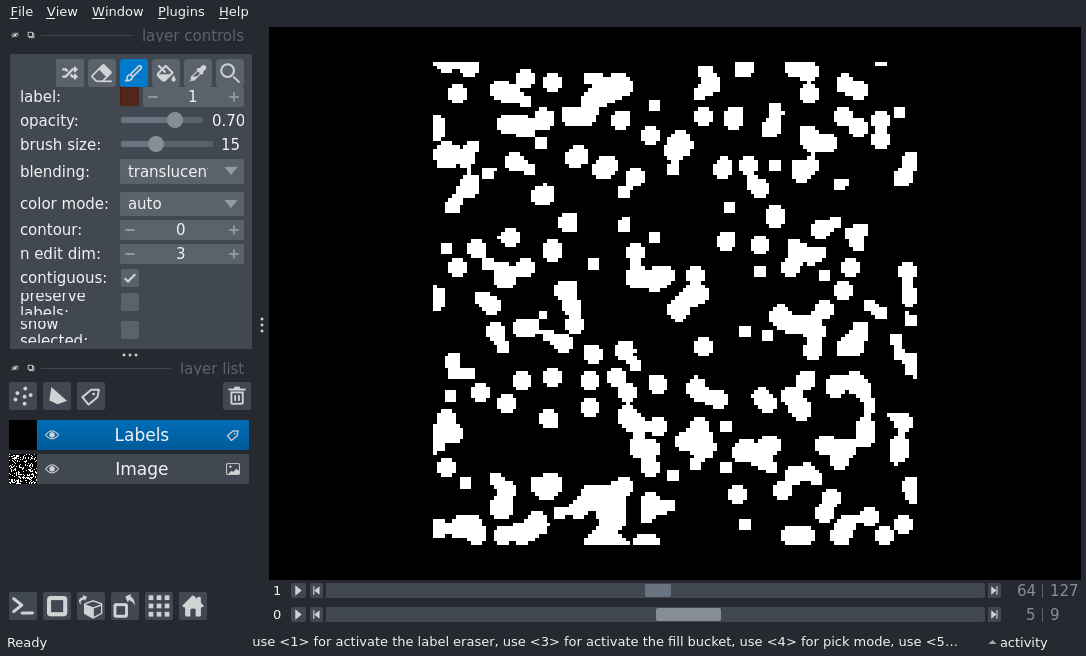 File View Window Plugins Help
layer controls
label: 1
opacity: 0.70
brush size: 15
blending: translucen
color mode: auto
contour: 0
n edit dim: 3
contiguous:
preserve
labels:
show
selected:
layer list
Labels
Image
1 64 127
0 5 9
Ready use <1> for activate the label eraser, use <3> for activate the fill bucket, use <4> for pick mode, use <5... activity